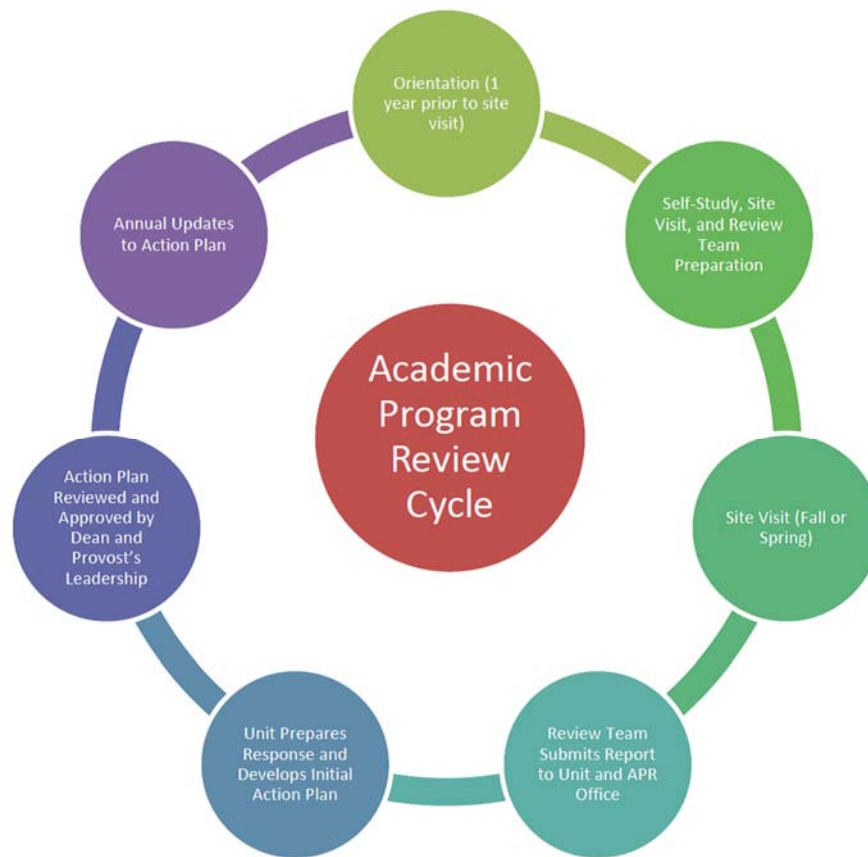 Orientation (1
year prior to site
visit)
Self-Study, Site
Visit, and Review
Team
Preparation
Site Visit (Fall or
Spring)
Review Team
Submits Report
to Unit and APR
Office
Unit Prepares
Response and
Develops Initial
Action Plan
Action Plan
Reviewed and
Approved by
Dean and
Provost’s
Leadership
Annual Updates
to Action Plan
Academic
Program
Review
Cycle